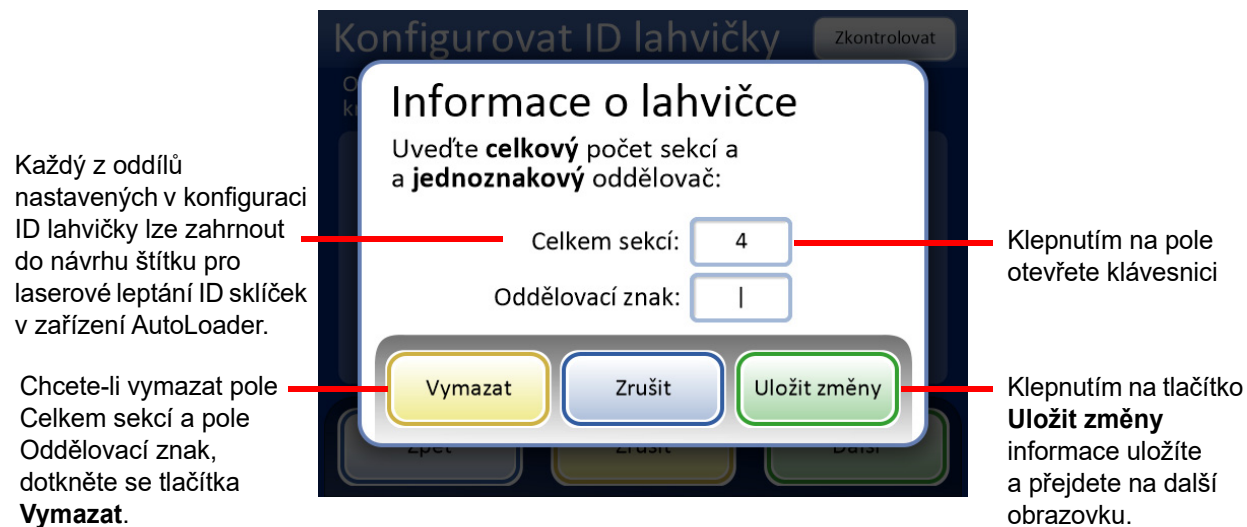 Konfigurovat ID lahvičky
Zkontrolovat
Informace o lahvičce
Uveďte celkový počet sekcí a
a jednoznakový oddělovač:
Celkem sekcí: 4
Oddělovací znak: |
Vymazat
Zrušit
Uložit změny
Zpět
Zrušit
Další
Každý z oddílů
nastavených v konfiguraci
ID lahvičky lze zahrnout
do návrhu štítku pro
laserové leptání ID sklíček
v zařízení AutoLoader.
Chcete-li vymazat pole
Celkem sekcí a pole
Oddělovací znak,
dotkněte se tlačítka
Vymazat.
Klepnutím na pole
otevřete klávesnici
Klepnutím na tlačítko
Uložit změny
informace uložíte
a přejdete na další
obrazovku.